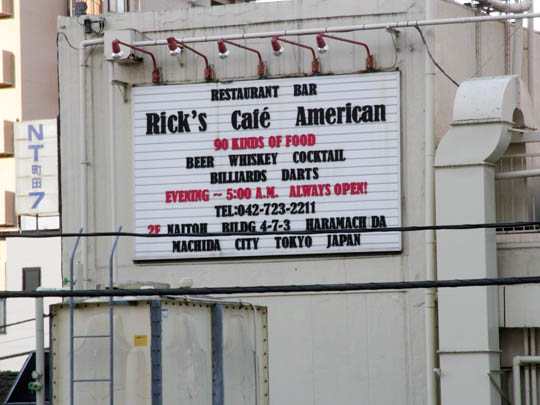 RESTAURANT BAR
Rick's Café American
90 KINDS OF FOOD
BEER WHISKEY COCKTAIL
BILLIARDS DARTS
EVENING ~ 5:00 A.M. ALWAYS OPEN!
TEL:042-723-2211
2F NAITOH BILDG 4-7-3 HARAMACH DA
MACHIDA CITY TOKYO JAPAN
NT町田7